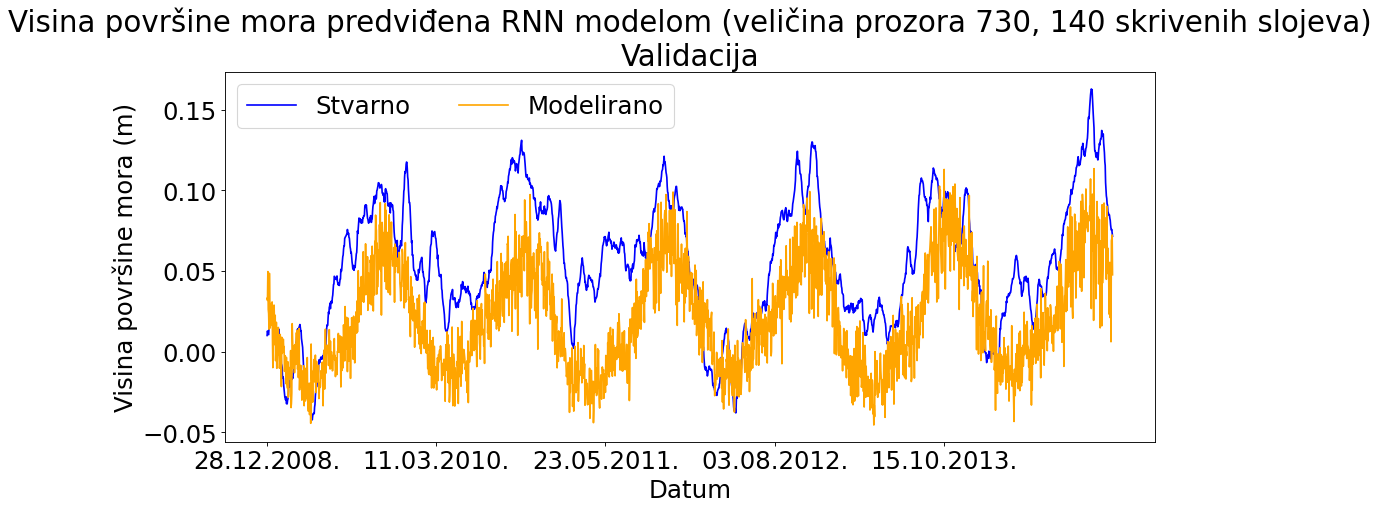 Visina površine mora predviđena RNN modelom (veličina prozora 730, 140 skrivenih slojeva)
Validacija
Stvarno Modelirano
Visina površine mora (m)
0.15
0.10
0.05
0.00
−0.05
28.12.2008. 11.03.2010. 23.05.2011. 03.08.2012. 15.10.2013.
Datum